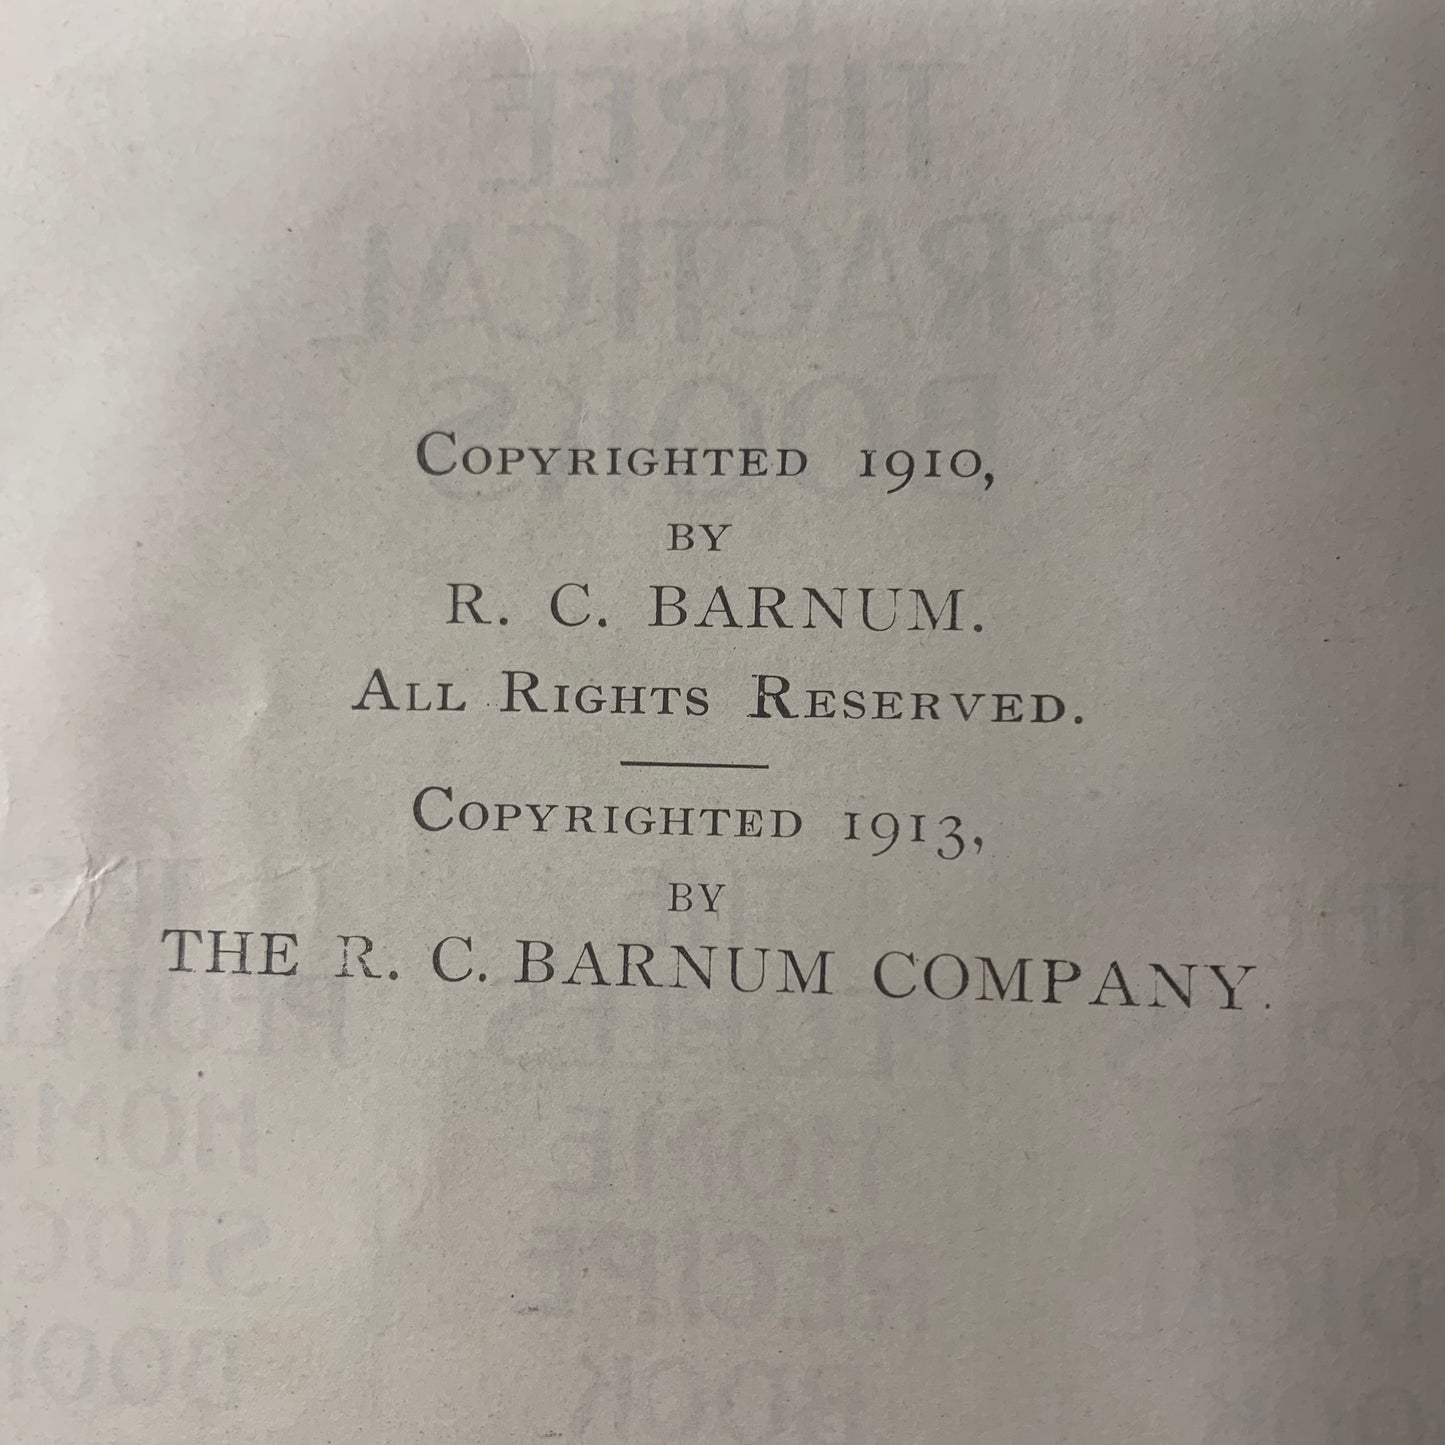 COPYRIGHTED 1910,
BY
R. C. BARNUM.
ALL RIGHTS RESERVED.
COPYRIGHTED 1913,
BY
THE R. C. BARNUM COMPANY.